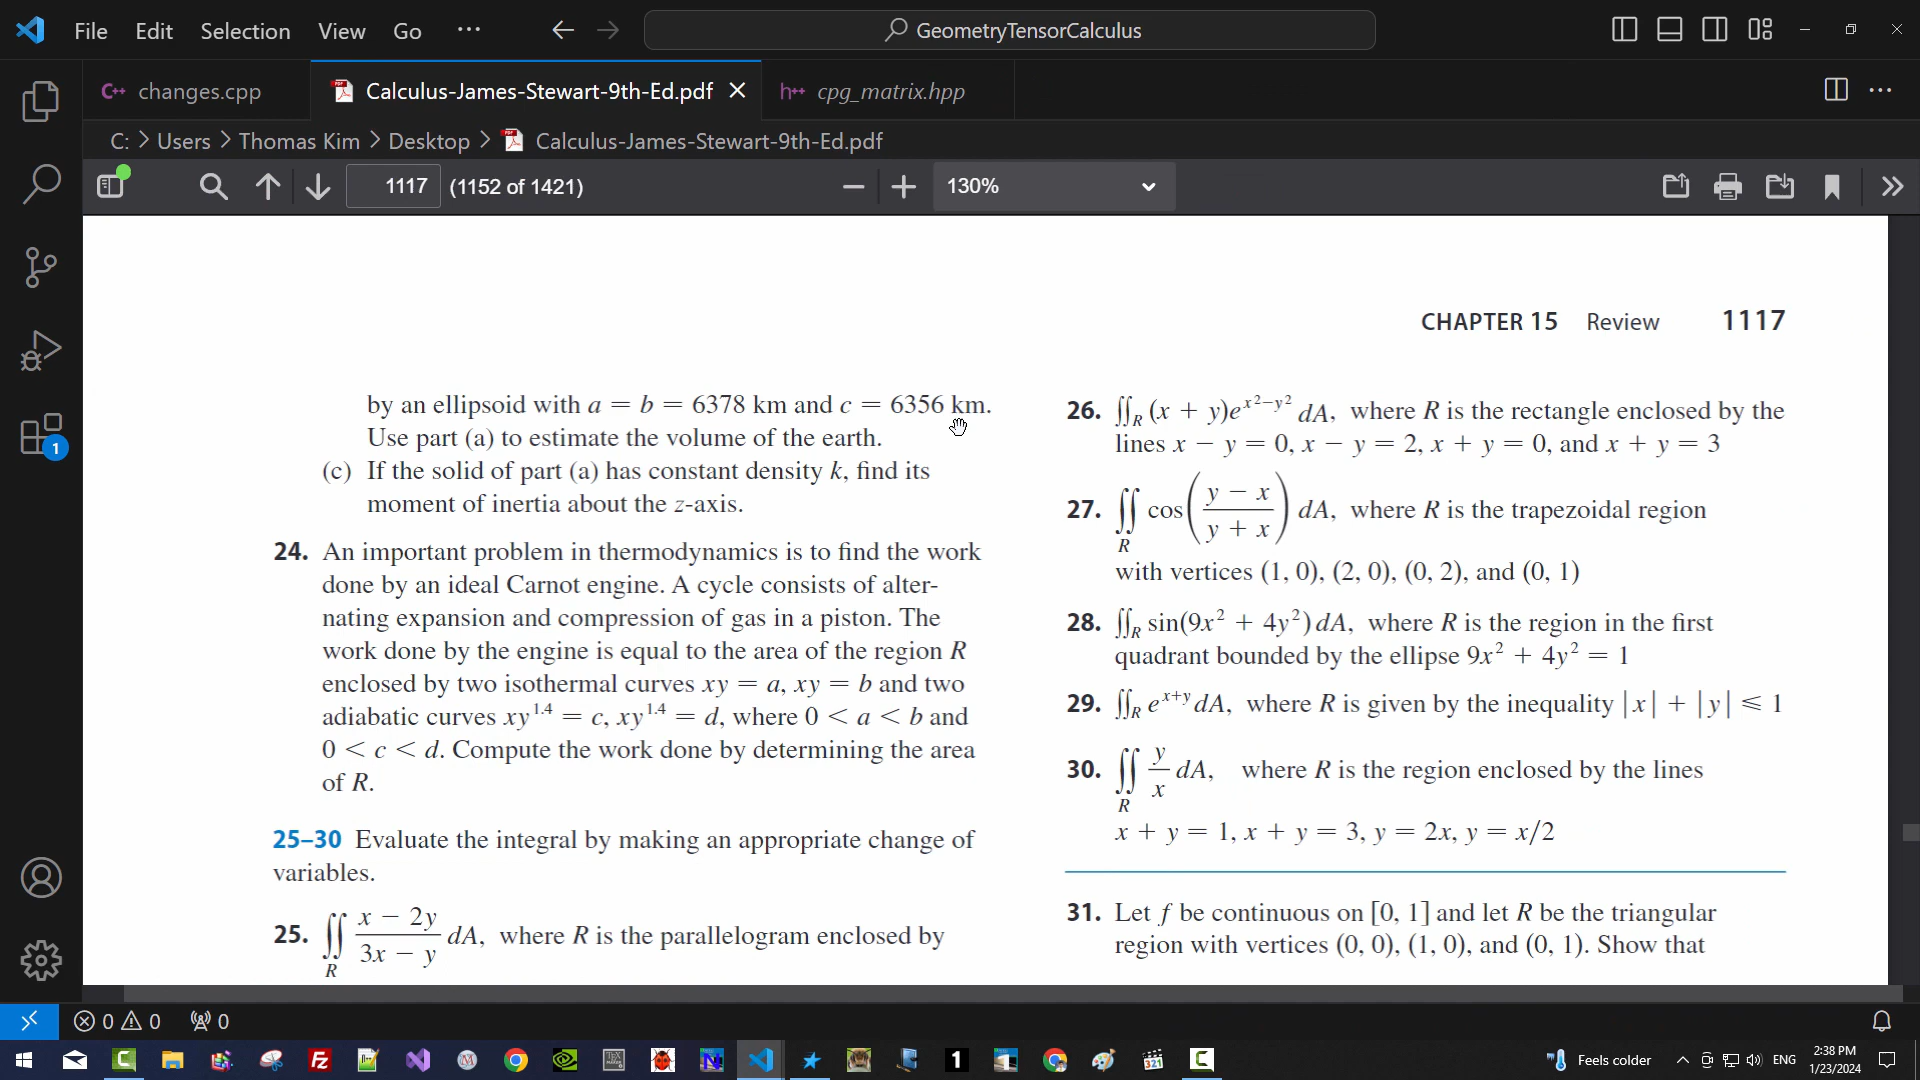 File Edit Selection View Go ··· GeometryTensorCalculus
C++ changes.cpp Calculus-James-Stewart-9th-Ed.pdf h++ cpg_matrix.hpp
C: > Users > Thomas Kim > Desktop > Calculus-James-Stewart-9th-Ed.pdf
1117 (1152 of 1421) 130%
CHAPTER 15 Review 1117
by an ellipsoid with a = b = 6378 km and c = 6356 km.
Use part (a) to estimate the volume of the earth.
(c) If the solid of part (a) has constant density k, find its
moment of inertia about the z-axis.
24. An important problem in thermodynamics is to find the work
done by an ideal Carnot engine. A cycle consists of alter-
nating expansion and compression of gas in a piston. The
work done by the engine is equal to the area of the region R
enclosed by two isothermal curves xy = a, xy = b and two
adiabatic curves xy^1.4 = c, xy^1.4 = d, where 0 < a < b and
0 < c < d. Compute the work done by determining the area
of R.
25–30 Evaluate the integral by making an appropriate change of
variables.
25. ∬_R (x − 2y)/(3x − y) dA, where R is the parallelogram enclosed by
26. ∬_R (x + y)e^(x²−y²) dA, where R is the rectangle enclosed by the
lines x − y = 0, x − y = 2, x + y = 0, and x + y = 3
27. ∬_R cos((y − x)/(y + x)) dA, where R is the trapezoidal region
with vertices (1, 0), (2, 0), (0, 2), and (0, 1)
28. ∬_R sin(9x² + 4y²) dA, where R is the region in the first
quadrant bounded by the ellipse 9x² + 4y² = 1
29. ∬_R e^(x+y) dA, where R is given by the inequality |x| + |y| ⩽ 1
30. ∬_R y/x dA, where R is the region enclosed by the lines
x + y = 1, x + y = 3, y = 2x, y = x/2
31. Let f be continuous on [0, 1] and let R be the triangular
region with vertices (0, 0), (1, 0), and (0, 1). Show that
1
0 0 0
Feels colder ENG 2:38 PM
1/23/2024